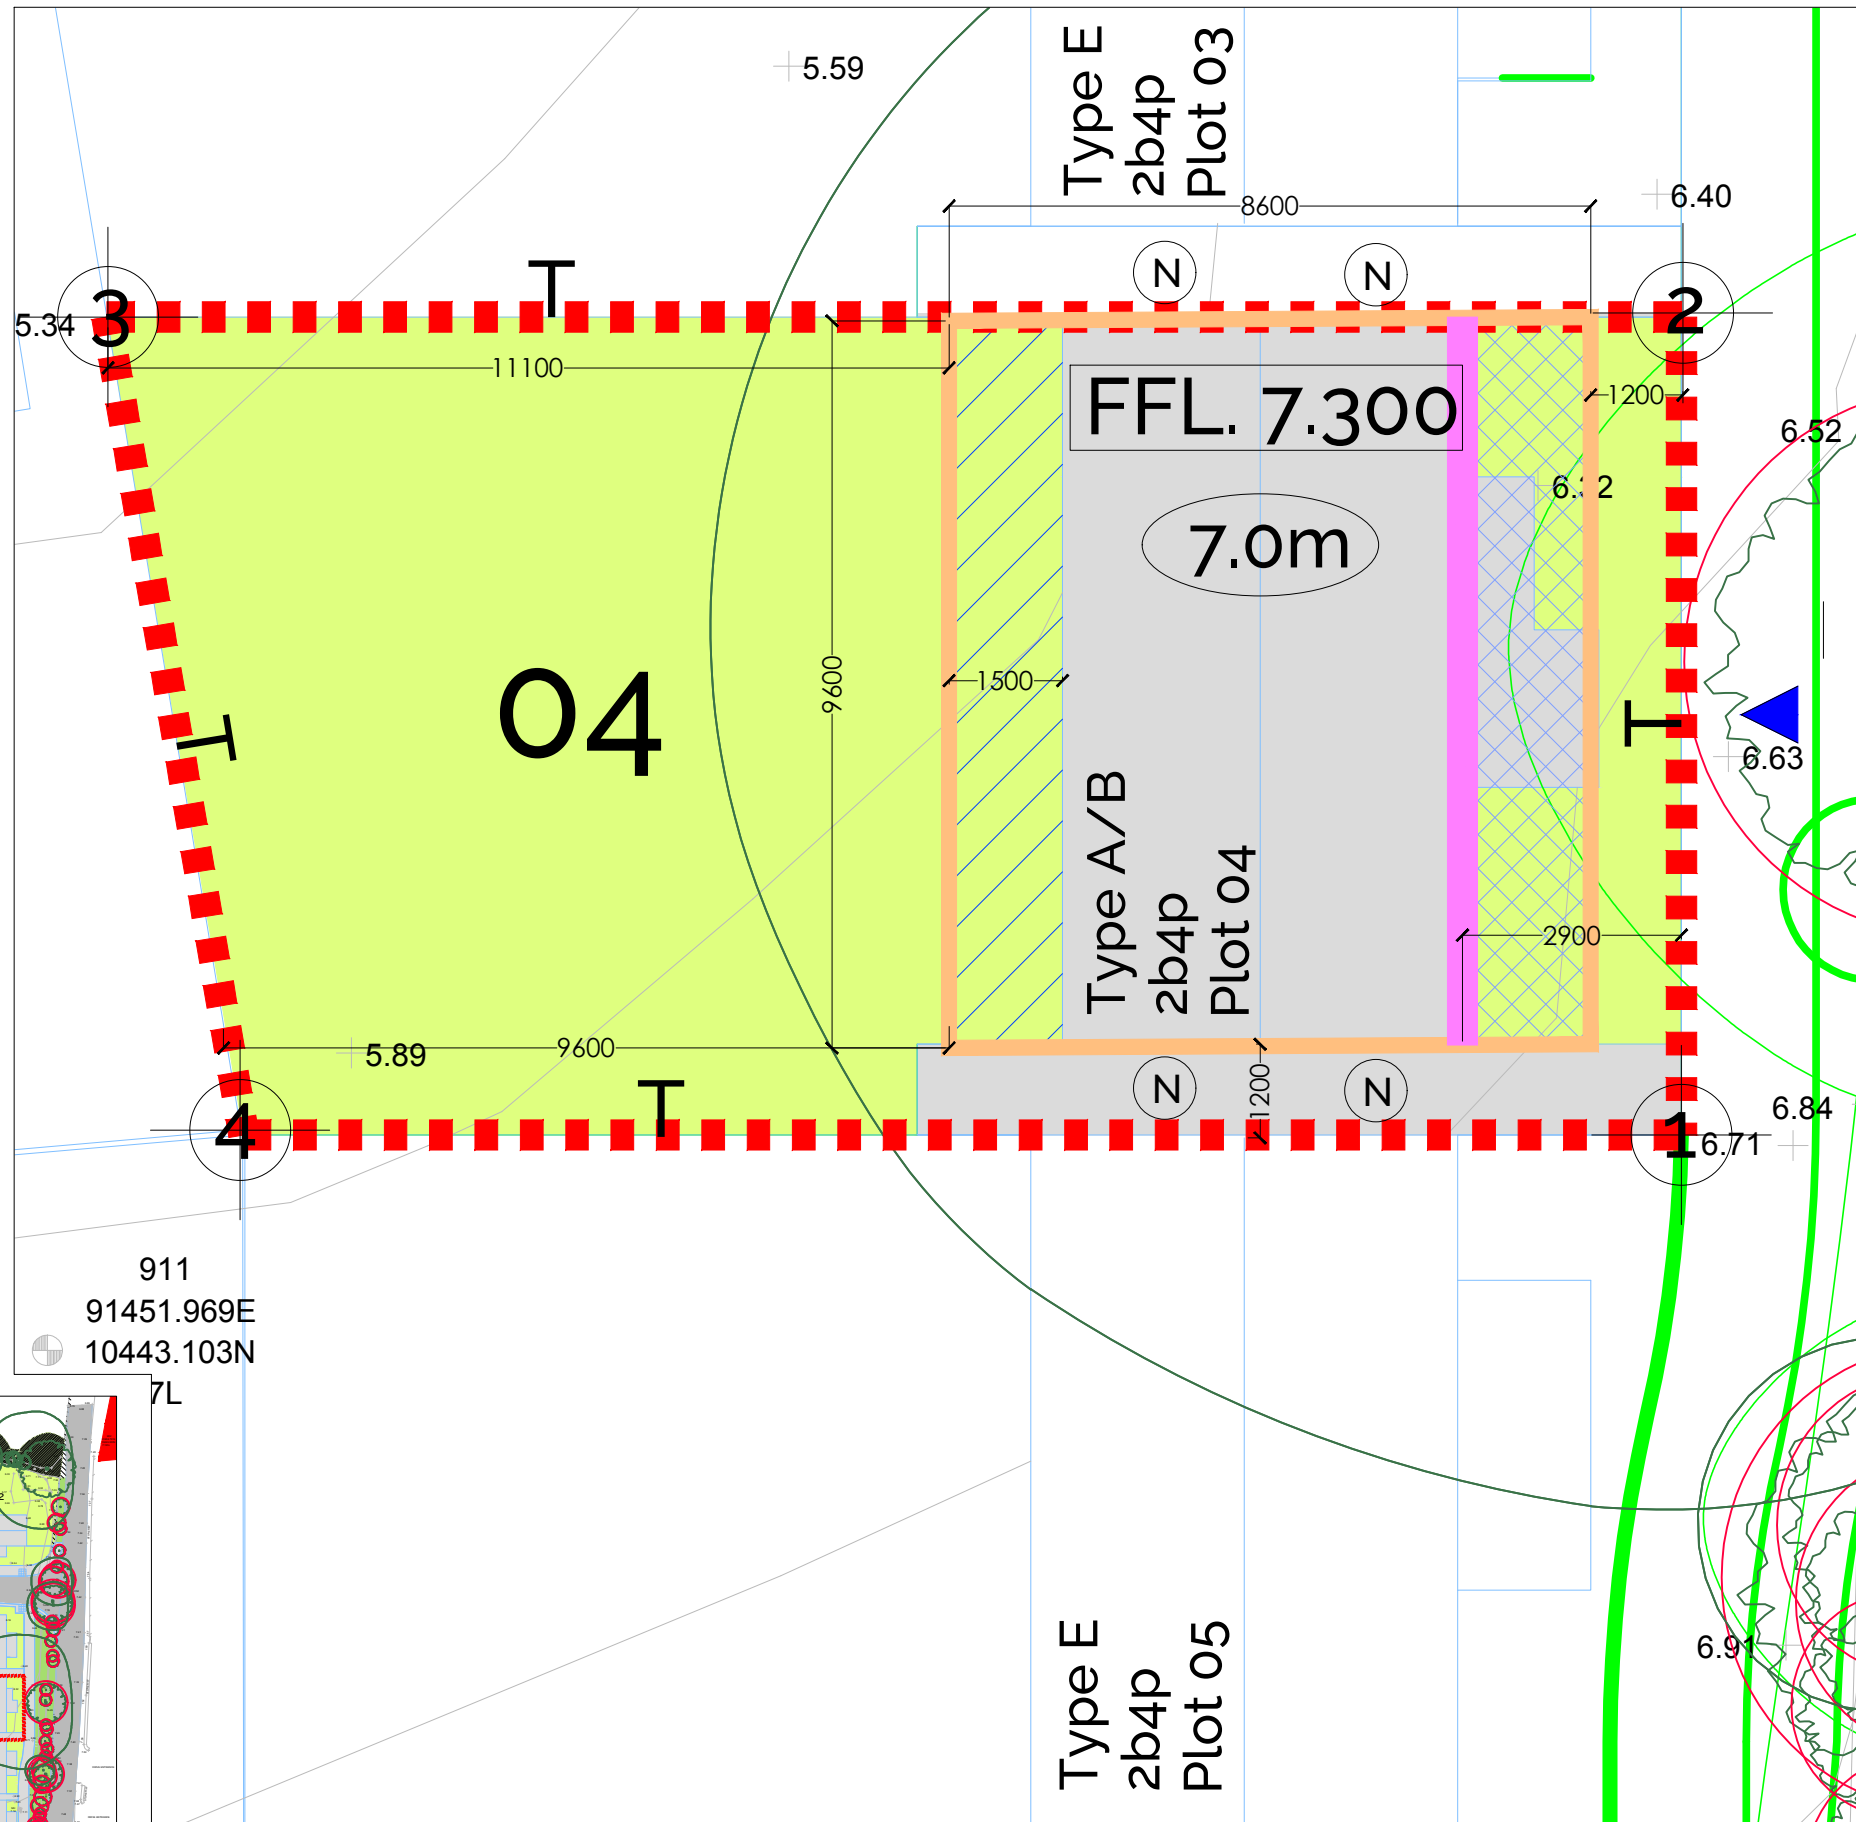 5.59
Type E
2b4p
Plot 03
6.40
8600
N
N
T
3
2
5.34
11100
1200
FFL. 7.300
6.52
7.0m
04
9600
1500
T
T
6.63
Type A/B
2b4p
Plot 04
2900
5.89
9600
T
N
N
1200
4
1
6.84
6.71
911
91451.969E
10443.103N
7L
Type E
2b4p
Plot 05
6.91